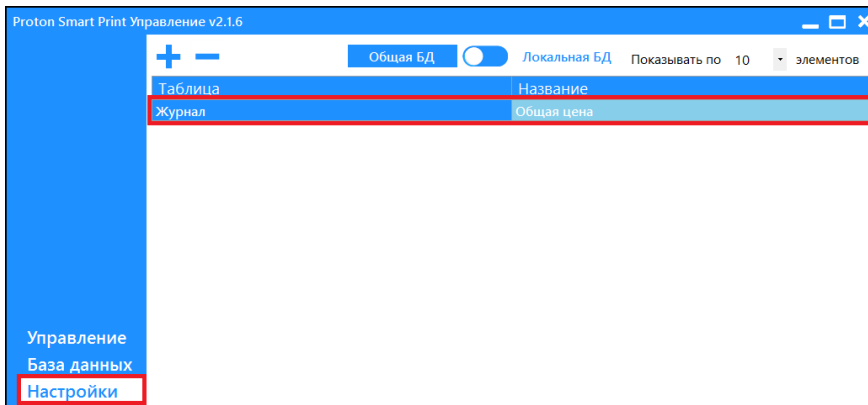 Proton Smart Print Управление v2.1.6
Общая БД Локальная БД Показывать по 10 элементов
Таблица Название
Журнал Общая цена
Управление
База данных
Настройки